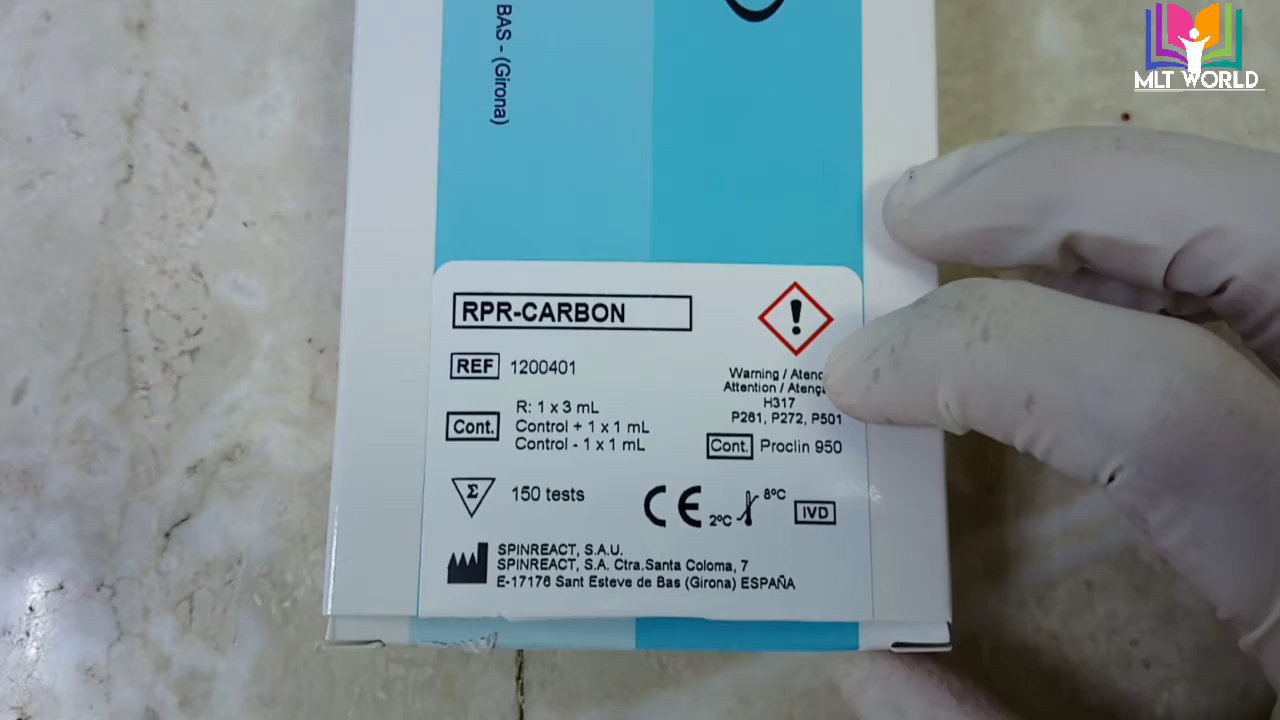 MLT WORLD
BAS - (Girona)
RPR-CARBON
REF 1200401
Cont. R: 1 x 3 mL
Control + 1 x 1 mL
Control - 1 x 1 mL
Σ 150 tests
Warning /
Attention /
H317
P261, P272, P501
Cont. Proclin 950
CE 2ºC 8ºC IVD
SPINREACT, S.A.U.
SPINREACT, S.A. Ctra.Santa Coloma, 7
E-17176 Sant Esteve de Bas (Girona) ESPAÑA